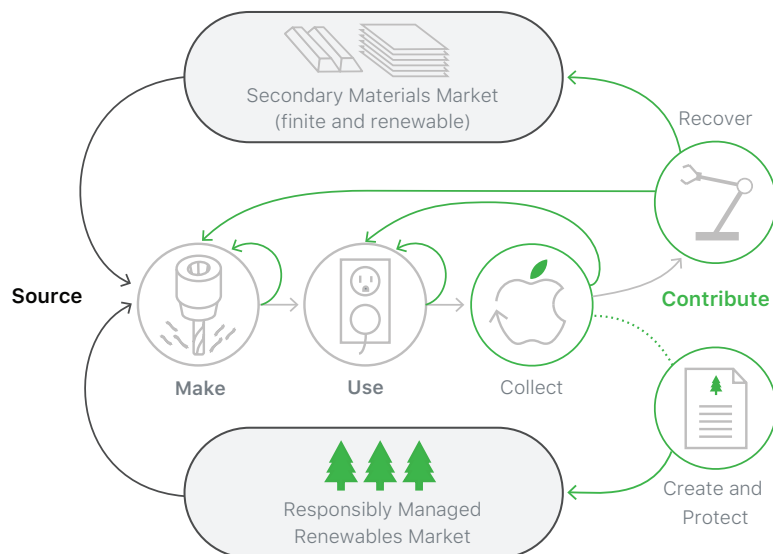 Secondary Materials Market
(finite and renewable)
Recover
Source
Contribute
Make
Use
Collect
Responsibly Managed
Renewables Market
Create and
Protect